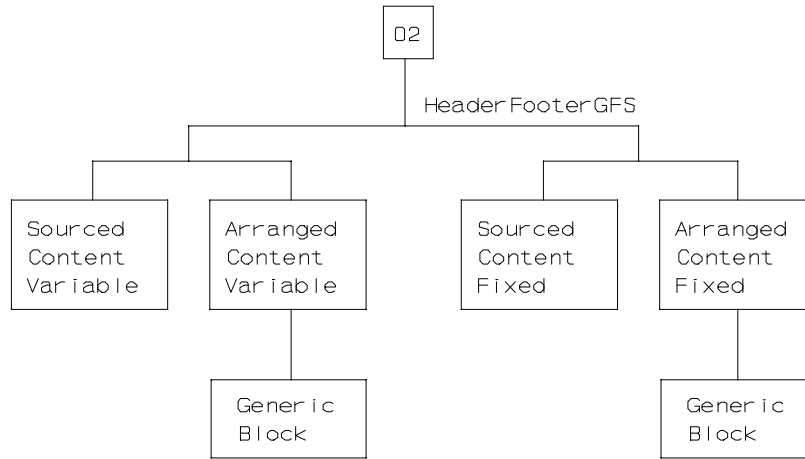 02
HeaderFooterGFS
Sourced
Content
Variable
Arranged
Content
Variable
Sourced
Content
Fixed
Arranged
Content
Fixed
Generic
Block
Generic
Block